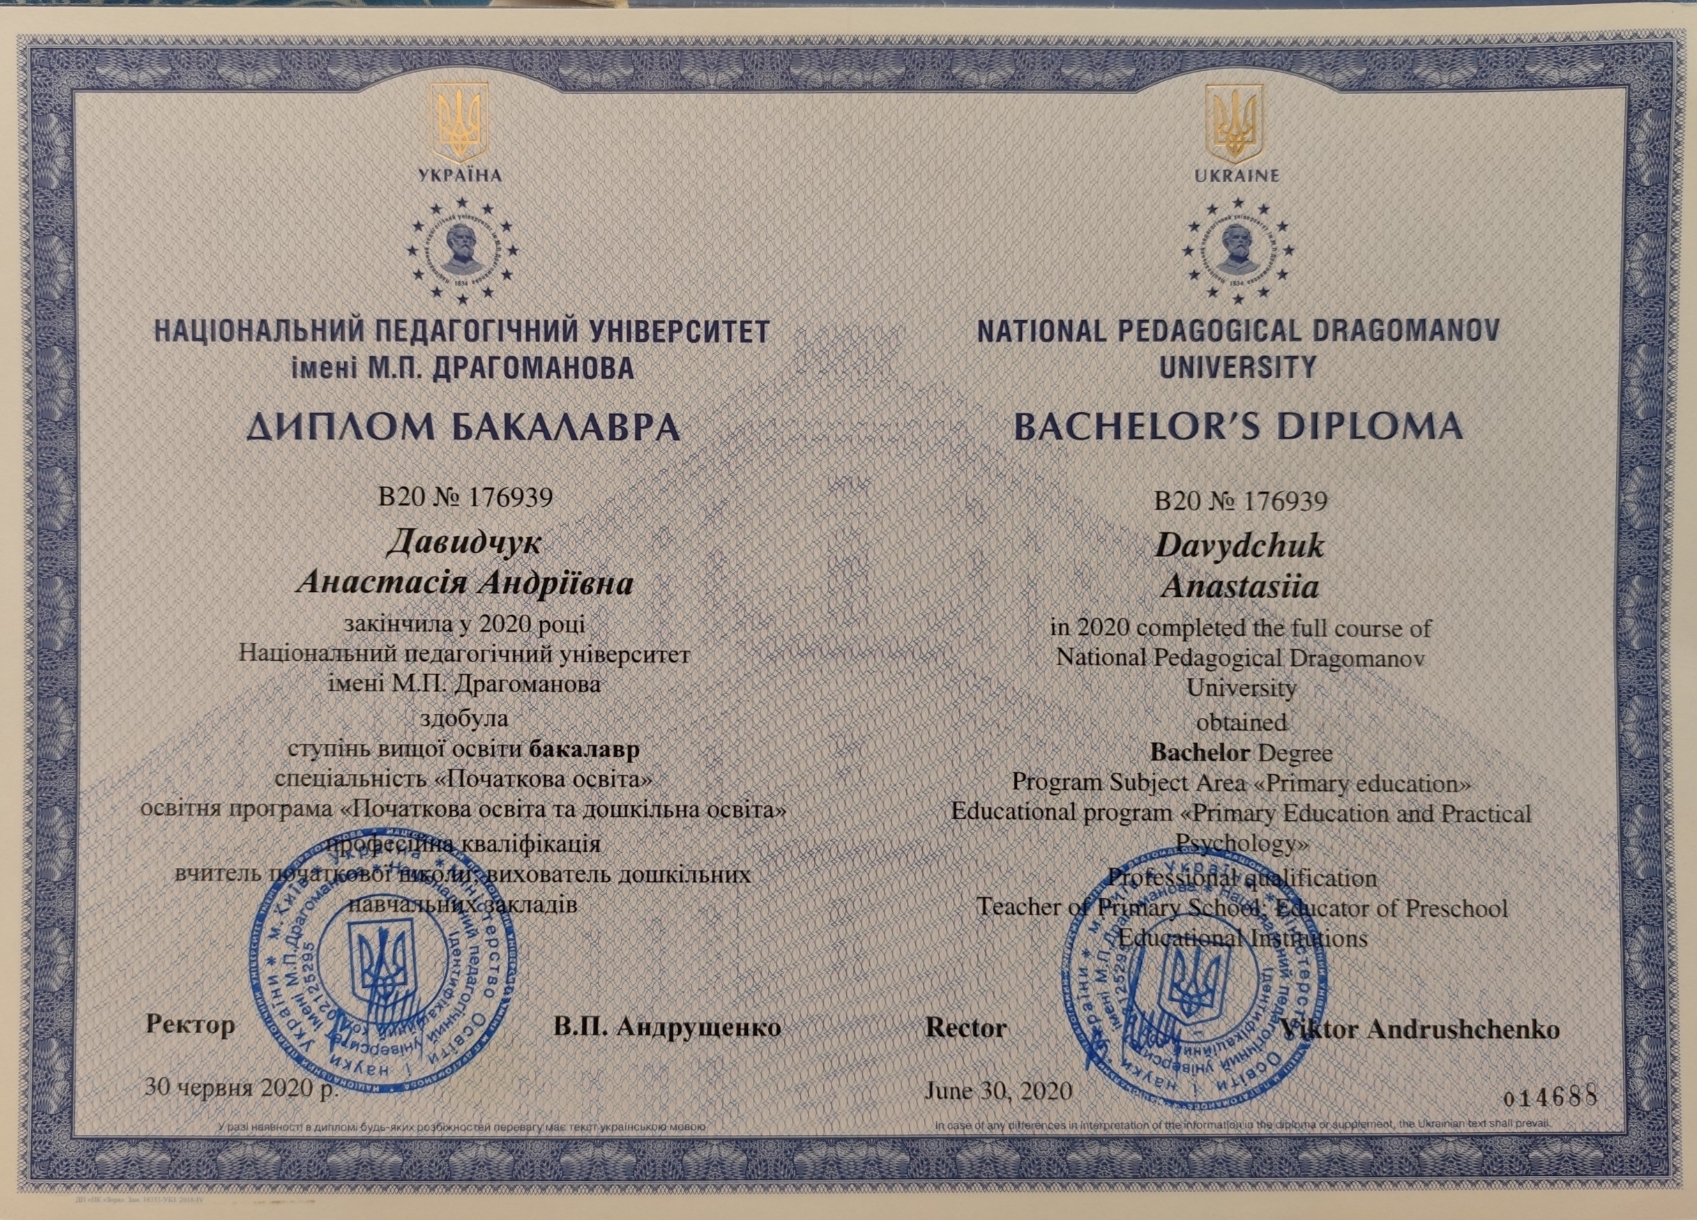 УКРАЇНА
НАЦІОНАЛЬНИЙ ПЕДАГОГІЧНИЙ УНІВЕРСИТЕТ
імені М.П. ДРАГОМАНОВА
ДИПЛОМ БАКАЛАВРА
В20 № 176939
Давидчук
Анастасія Андріївна
закінчила у 2020 році
Національний педагогічний університет
імені М.П. Драгоманова
здобула
ступінь вищої освіти бакалавр
спеціальність «Початкова освіта»
освітня програма «Початкова освіта та дошкільна освіта»
професійна кваліфікація
вчитель початкової школи; вихователь дошкільних
навчальних закладів
Ректор В.П. Андрущенко
30 червня 2020 р.
У разі наявності в дипломі будь-яких розбіжностей перевагу має текст українською мовою
UKRAINE
NATIONAL PEDAGOGICAL DRAGOMANOV
UNIVERSITY
BACHELOR'S DIPLOMA
B20 № 176939
Davydchuk
Anastasiia
in 2020 completed the full course of
National Pedagogical Dragomanov
University
obtained
Bachelor Degree
Program Subject Area «Primary education»
Educational program «Primary Education and Practical
Psychology»
Professional qualification
Teacher of Primary School; Educator of Preschool
Educational Institutions
Rector Viktor Andrushchenko
June 30, 2020
014688
In case of any differences in interpretation of the information in the diploma or supplement, the Ukrainian text shall prevail.